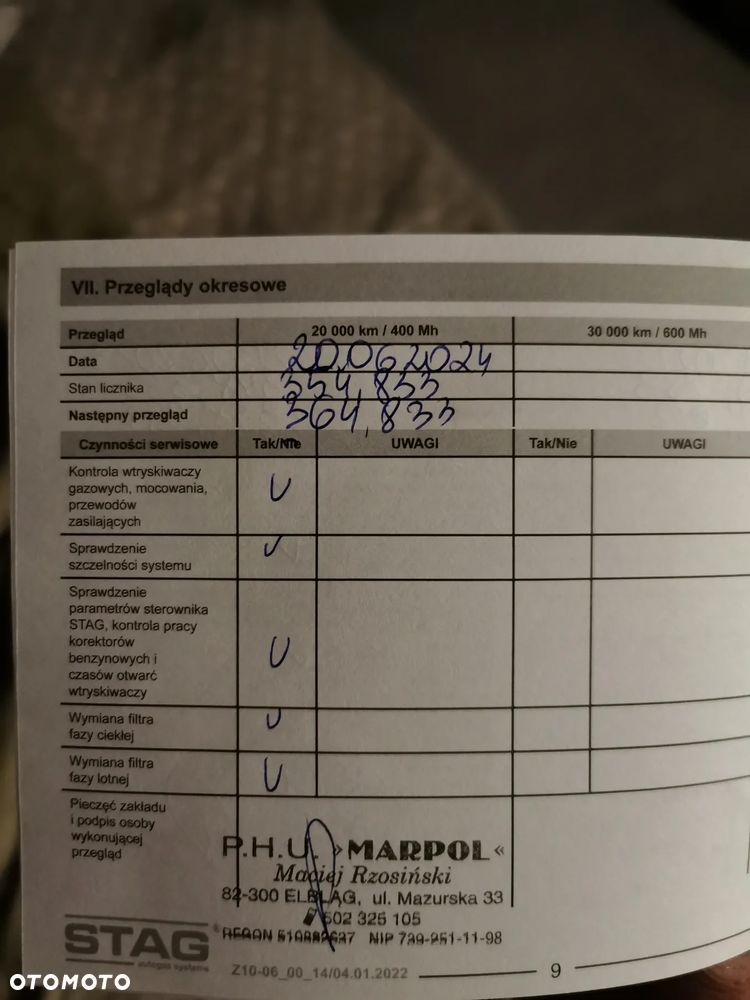 VII. Przeglądy okresowe
Przegląd 20 000 km / 400 Mh 30 000 km / 600 Mh
Data 20.06.2024
Stan licznika 354,833
Następny przegląd 364,833
Czynności serwisowe Tak/Nie UWAGI Tak/Nie UWAGI
Kontrola wtryskiwaczy
gazowych, mocowania,
przewodów
zasilających
Sprawdzenie
szczelności systemu
Sprawdzenie
parametrów sterownika
STAG, kontrola pracy
korektorów
benzynowych i
czasów otwarć
wtryskiwaczy
Wymiana filtra
fazy ciekłej
Wymiana filtra
fazy lotnej
Pieczęć zakładu
i podpis osoby
wykonującej
przegląd
P.H.U. »MARPOL«
Maciej Rzosiński
82-300 ELBLĄG, ul. Mazurska 33
502 325 105
REGON NIP
STAG®
autogas systems
Z10-06_00_14/04.01.2022
9
OTOMOTO